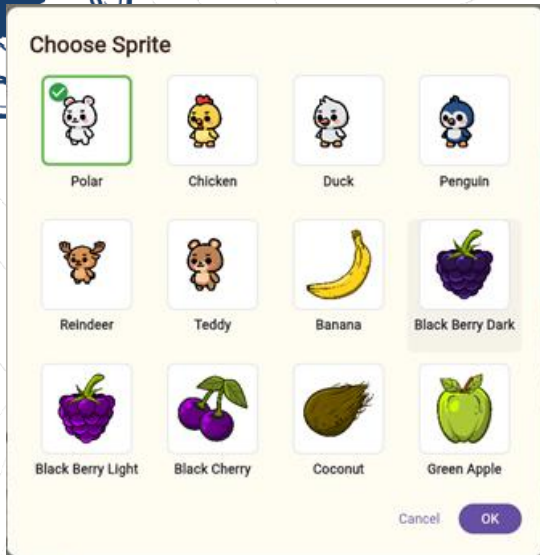 Choose Sprite
Polar
Chicken
Duck
Penguin
Reindeer
Teddy
Banana
Black Berry Dark
Black Berry Light
Black Cherry
Coconut
Green Apple
Cancel
OK